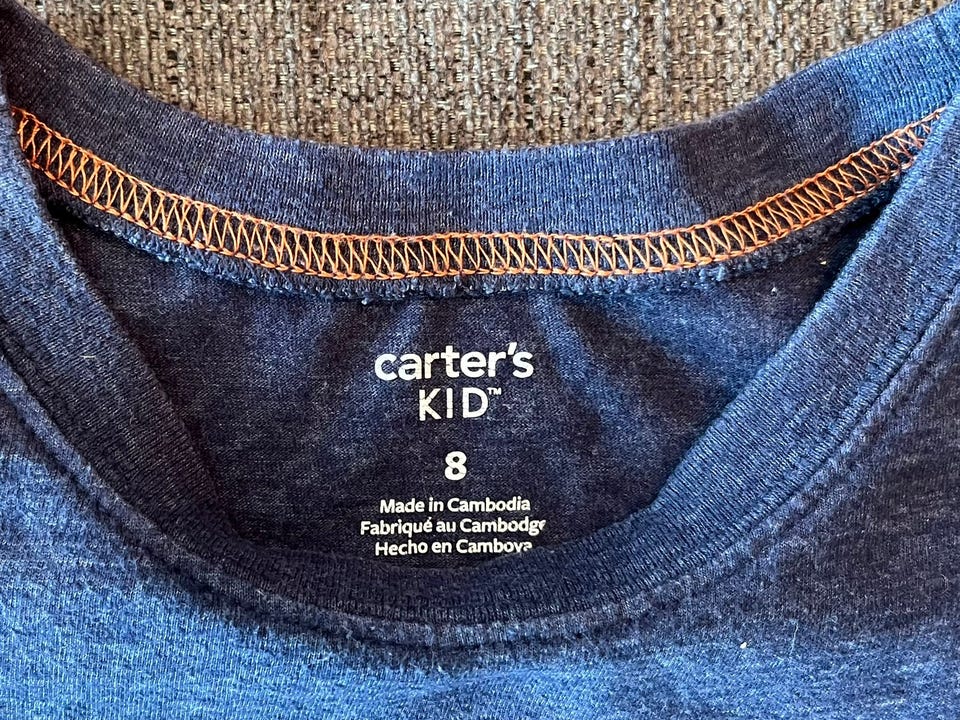 carter's
KID™
8
Made in Cambodia
Fabriqué au Cambodge
Hecho en Camboya